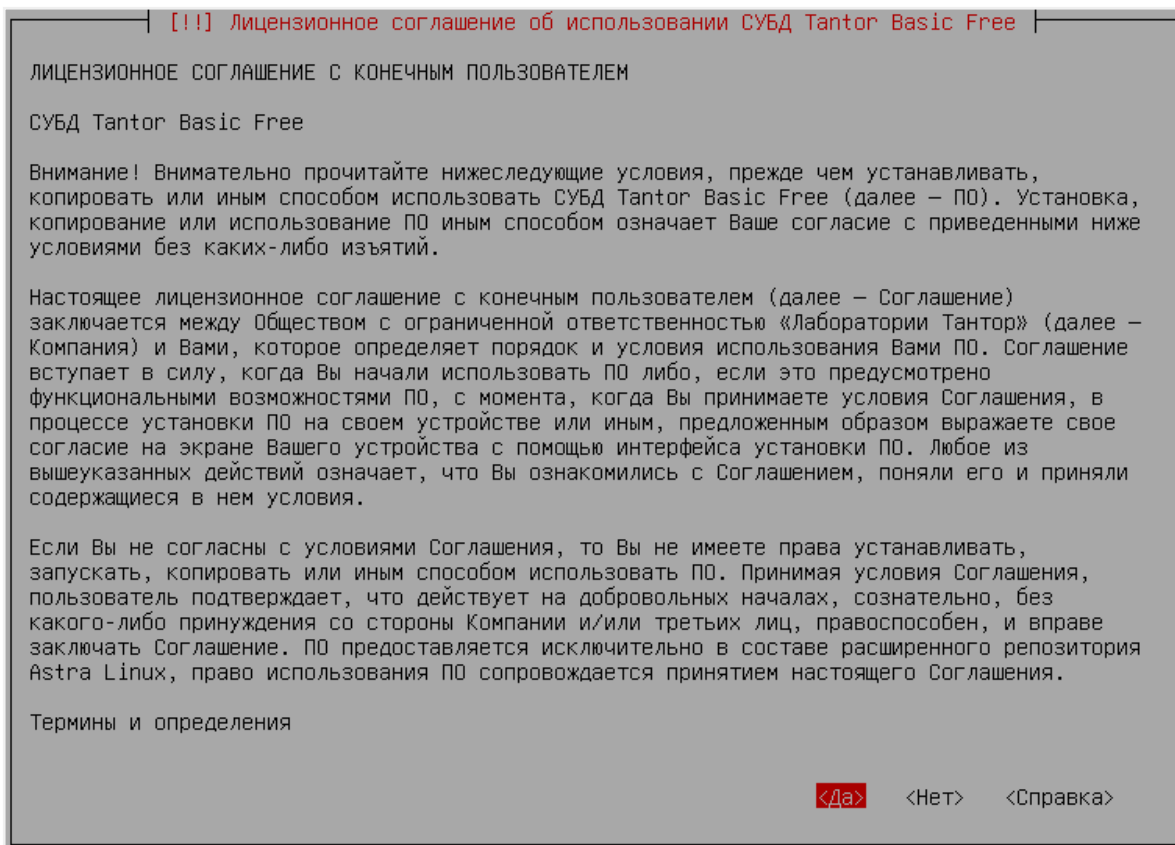 [!!] Лицензионное соглашение об использовании СУБД Tantor Basic Free
ЛИЦЕНЗИОННОЕ СОГЛАШЕНИЕ С КОНЕЧНЫМ ПОЛЬЗОВАТЕЛЕМ
СУБД Tantor Basic Free
Внимание! Внимательно прочитайте нижеследующие условия, прежде чем устанавливать,
копировать или иным способом использовать СУБД Tantor Basic Free (далее — ПО). Установка,
копирование или использование ПО иным способом означает Ваше согласие с приведенными ниже
условиями без каких-либо изъятий.
Настоящее лицензионное соглашение с конечным пользователем (далее — Соглашение)
заключается между Обществом с ограниченной ответственностью «Лаборатории Тантор» (далее —
Компания) и Вами, которое определяет порядок и условия использования Вами ПО. Соглашение
вступает в силу, когда Вы начали использовать ПО либо, если это предусмотрено
функциональными возможностями ПО, с момента, когда Вы принимаете условия Соглашения, в
процессе установки ПО на своем устройстве или иным, предложенным образом выражаете свое
согласие на экране Вашего устройства с помощью интерфейса установки ПО. Любое из
вышеуказанных действий означает, что Вы ознакомились с Соглашением, поняли его и приняли
содержащиеся в нем условия.
Если Вы не согласны с условиями Соглашения, то Вы не имеете права устанавливать,
запускать, копировать или иным способом использовать ПО. Принимая условия Соглашения,
пользователь подтверждает, что действует на добровольных началах, сознательно, без
какого-либо принуждения со стороны Компании и/или третьих лиц, правоспособен, и вправе
заключать Соглашение. ПО предоставляется исключительно в составе расширенного репозитория
Astra Linux, право использования ПО сопровождается принятием настоящего Соглашения.
Термины и определения
<Да> <Нет> <Справка>